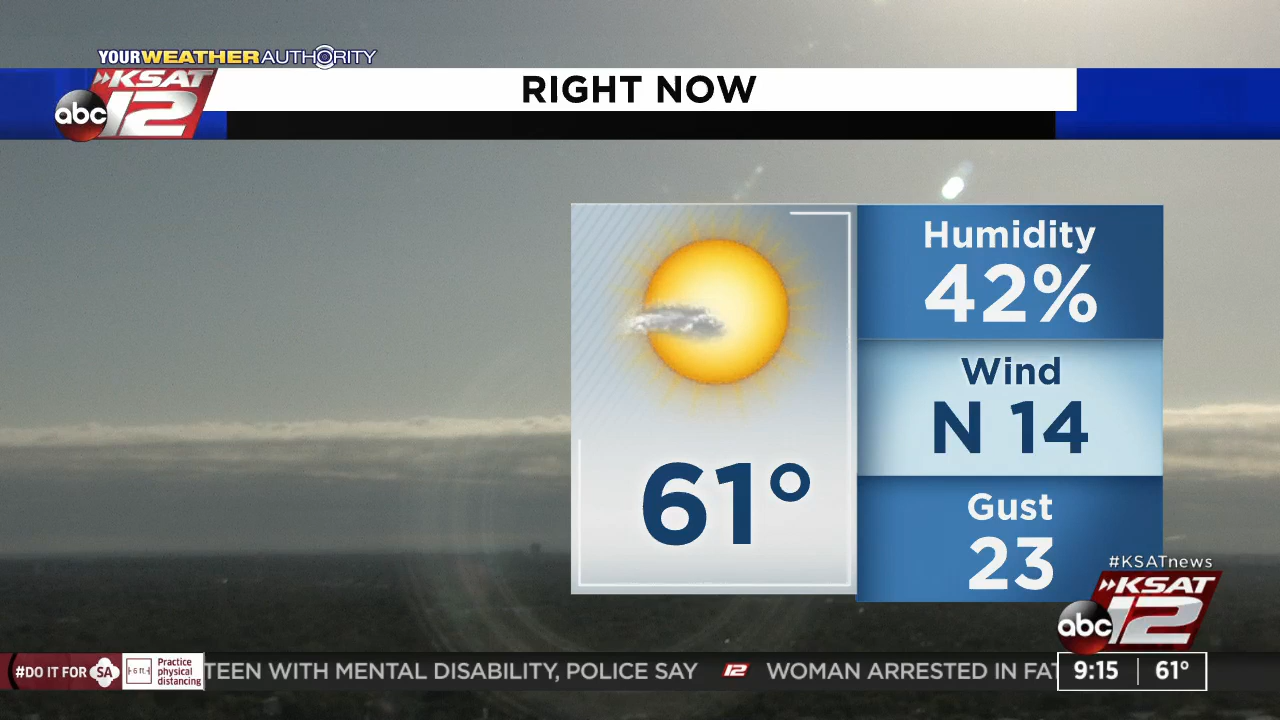 YOURWEATHERAUTHORITY
KSAT
abc 12
RIGHT NOW
Humidity
42%
Wind
N 14
61°
Gust
23
#KSATnews
KSAT
abc 12
#DO IT FOR SA
6 ft
Practice
physical
distancing
TEEN WITH MENTAL DISABILITY, POLICE SAY 12 WOMAN ARRESTED IN FAT
9:15 61°